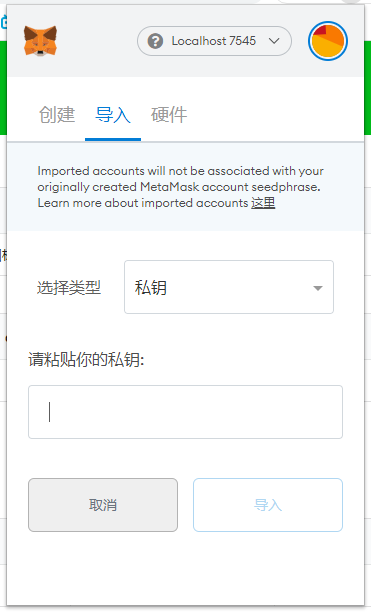 Localhost 7545
创建
导入
硬件
Imported accounts will not be associated with your
originally created MetaMask account seedphrase.
Learn more about imported accounts 这里
选择类型
私钥
请粘贴你的私钥:
取消
导入